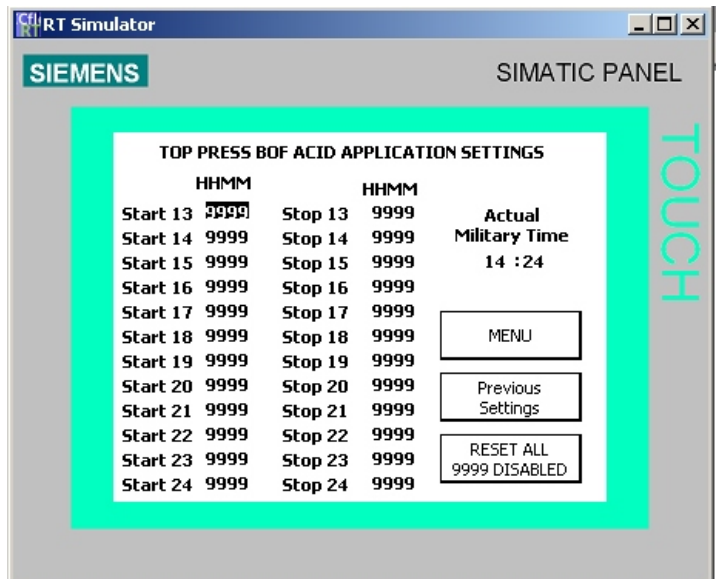 Cfl RT RT Simulator
SIEMENS SIMATIC PANEL
TOUCH
TOP PRESS BOF ACID APPLICATION SETTINGS
HHMM HHMM
Start 13 9999 Stop 13 9999 Actual
Start 14 9999 Stop 14 9999 Military Time
Start 15 9999 Stop 15 9999 14 :24
Start 16 9999 Stop 16 9999
Start 17 9999 Stop 17 9999
Start 18 9999 Stop 18 9999 MENU
Start 19 9999 Stop 19 9999
Start 20 9999 Stop 20 9999 Previous
Start 21 9999 Stop 21 9999 Settings
Start 22 9999 Stop 22 9999 RESET ALL
Start 23 9999 Stop 23 9999 9999 DISABLED
Start 24 9999 Stop 24 9999